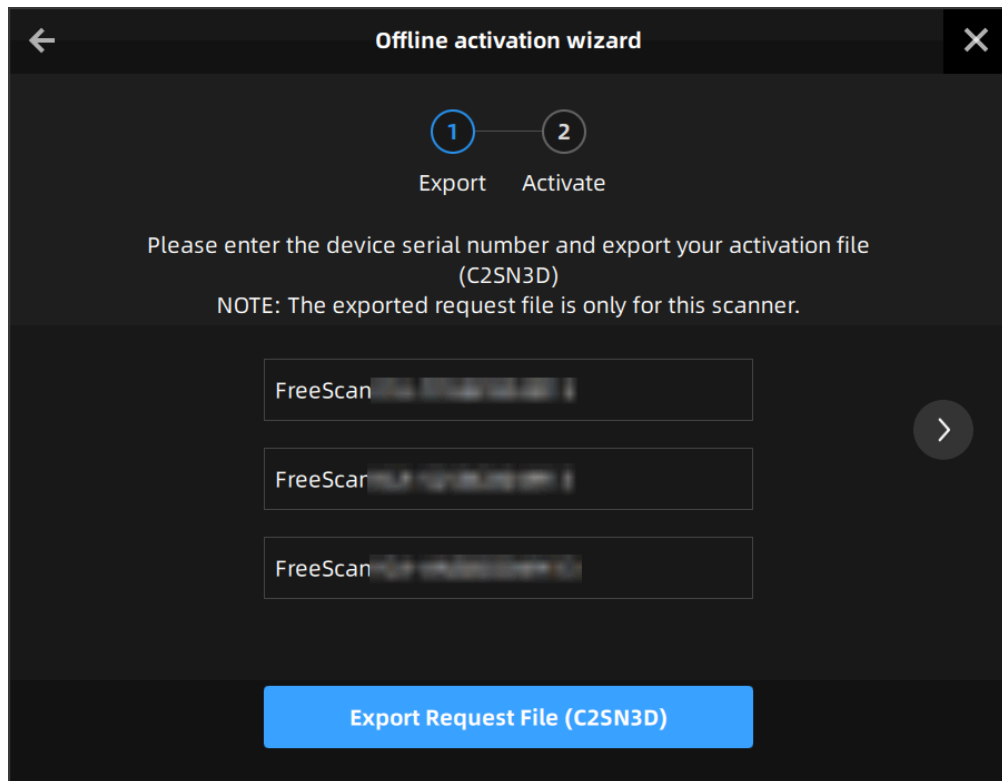 Offline activation wizard
1 2
Export Activate
Please enter the device serial number and export your activation file
(C2SN3D)
NOTE: The exported request file is only for this scanner.
FreeScan
FreeScan
FreeScan
Export Request File (C2SN3D)